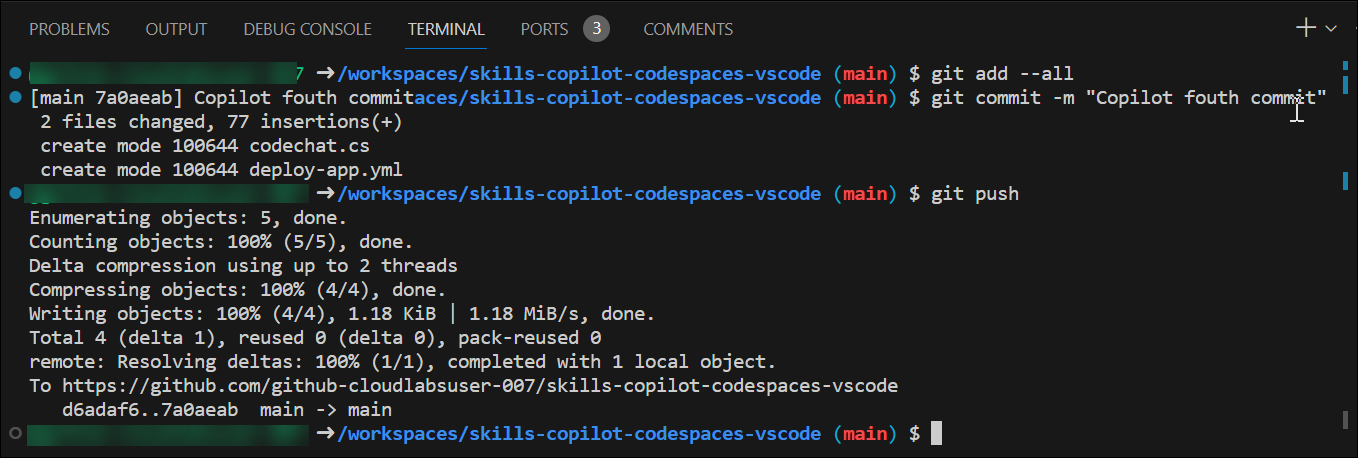 PROBLEMS OUTPUT DEBUG CONSOLE TERMINAL PORTS 3 COMMENTS
7 ➜/workspaces/skills-copilot-codespaces-vscode (main) $ git add --all
[main 7a0aeab] Copilot fouth commitaces/skills-copilot-codespaces-vscode (main) $ git commit -m "Copilot fouth commit"
2 files changed, 77 insertions(+)
create mode 100644 codechat.cs
create mode 100644 deploy-app.yml
➜/workspaces/skills-copilot-codespaces-vscode (main) $ git push
Enumerating objects: 5, done.
Counting objects: 100% (5/5), done.
Delta compression using up to 2 threads
Compressing objects: 100% (4/4), done.
Writing objects: 100% (4/4), 1.18 KiB | 1.18 MiB/s, done.
Total 4 (delta 1), reused 0 (delta 0), pack-reused 0
remote: Resolving deltas: 100% (1/1), completed with 1 local object.
To https://github.com/github-cloudlabsuser-007/skills-copilot-codespaces-vscode
d6adaf6..7a0aeab main -> main
➜/workspaces/skills-copilot-codespaces-vscode (main) $